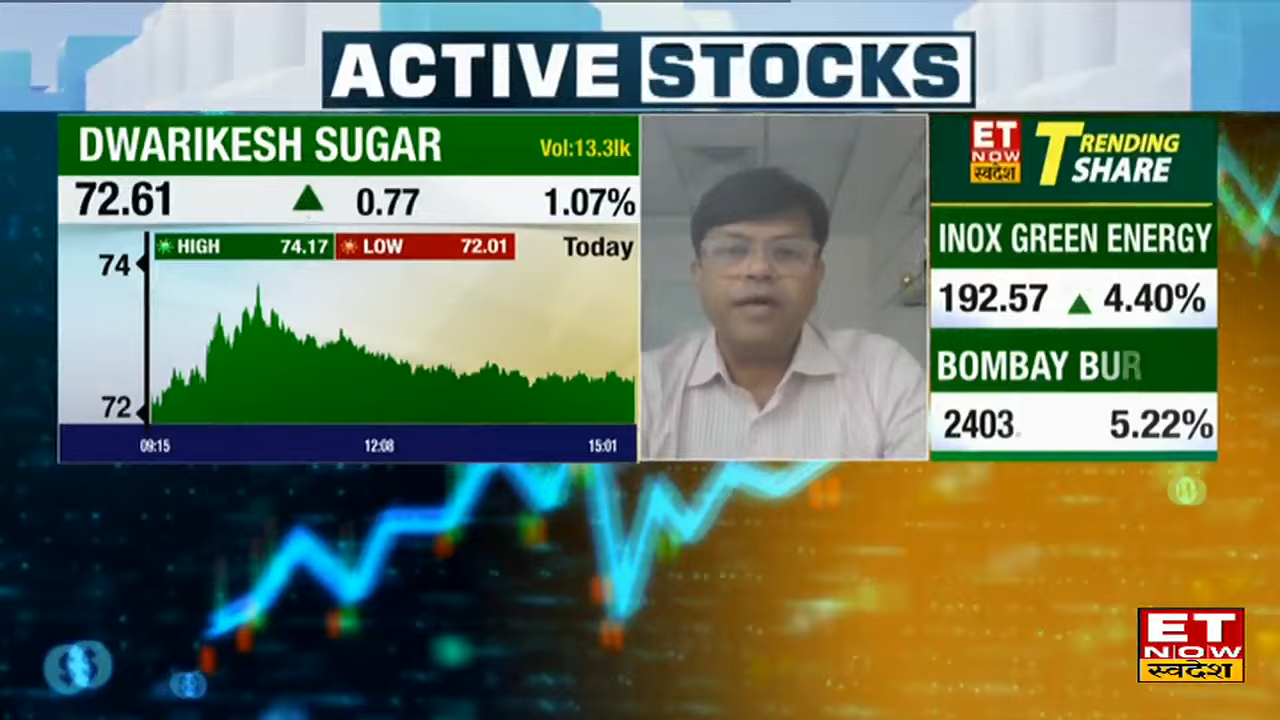 ACTIVE STOCKS
DWARIKESH SUGAR
Vol:13.3lk
72.61 ▲ 0.77 1.07%
HIGH 74.17 LOW 72.01 Today
74
72
09:15 12:08 15:01
ET
NOW
स्वदेश
TRENDING
SHARE
INOX GREEN ENERGY
192.57 ▲ 4.40%
BOMBAY BUR
2403. 5.22%
ET
NOW
स्वदेश